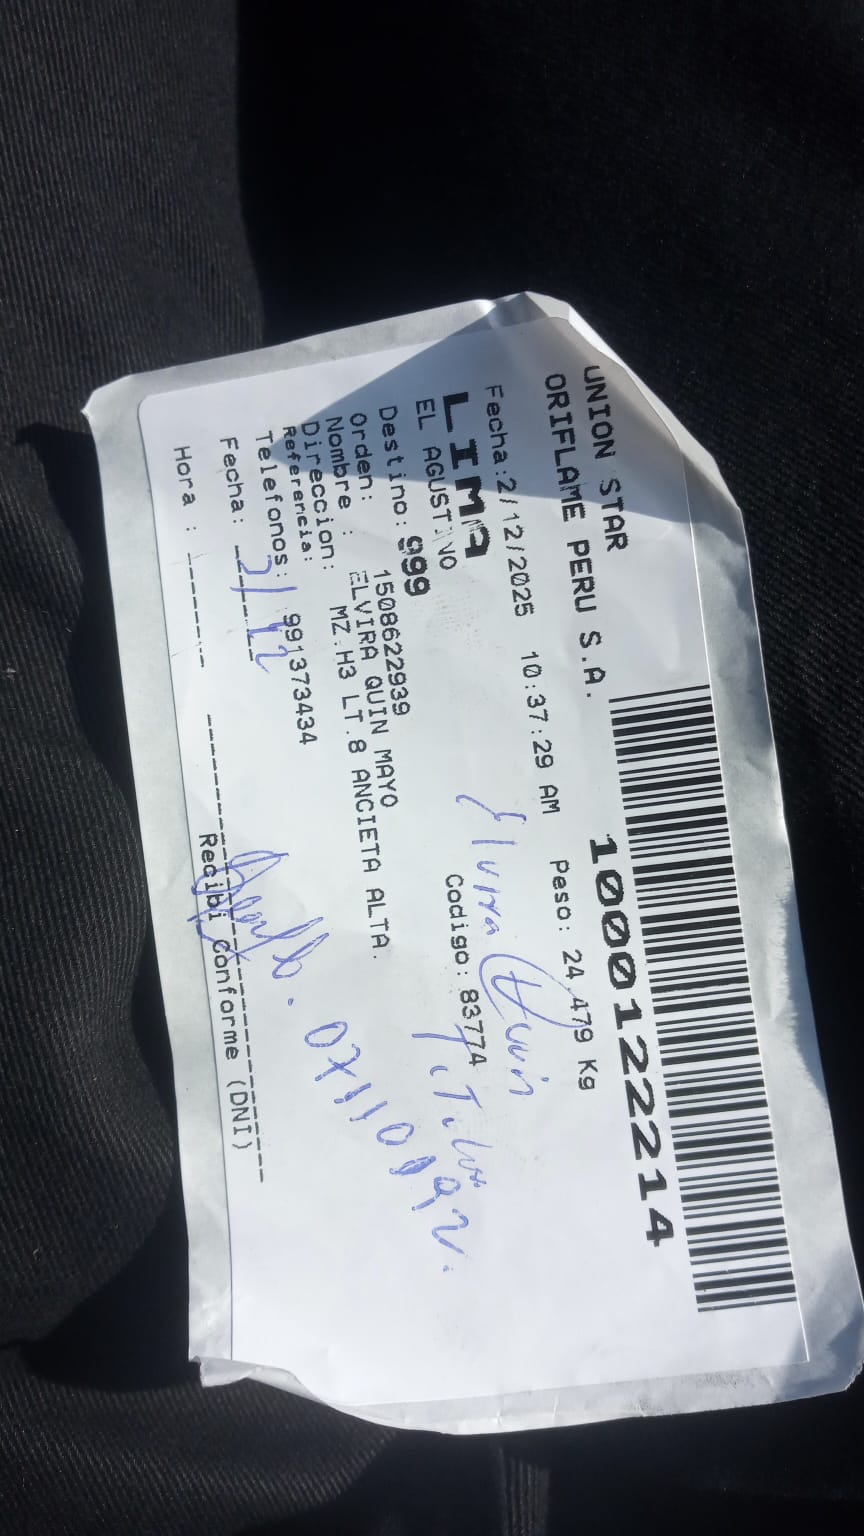 UNION STAR
ORIFLAME PERU S.A.
1000122214
Fecha:2/12/2025 10:37:29 AM Peso: 24.479 Kg
LIMA
EL AGUSTINO
Codigo: 83774
Elvira Quin
Titular
Destino: 999
Orden: 1508622939
Nombre : ELVIRA QUIN MAYO
Direccion: MZ.H3 LT.8 ANCIETA ALTA.
Referencia:
Telefonos: 991373434
Fecha: 2/12
Hora :
Recibi Conforme (DNI)